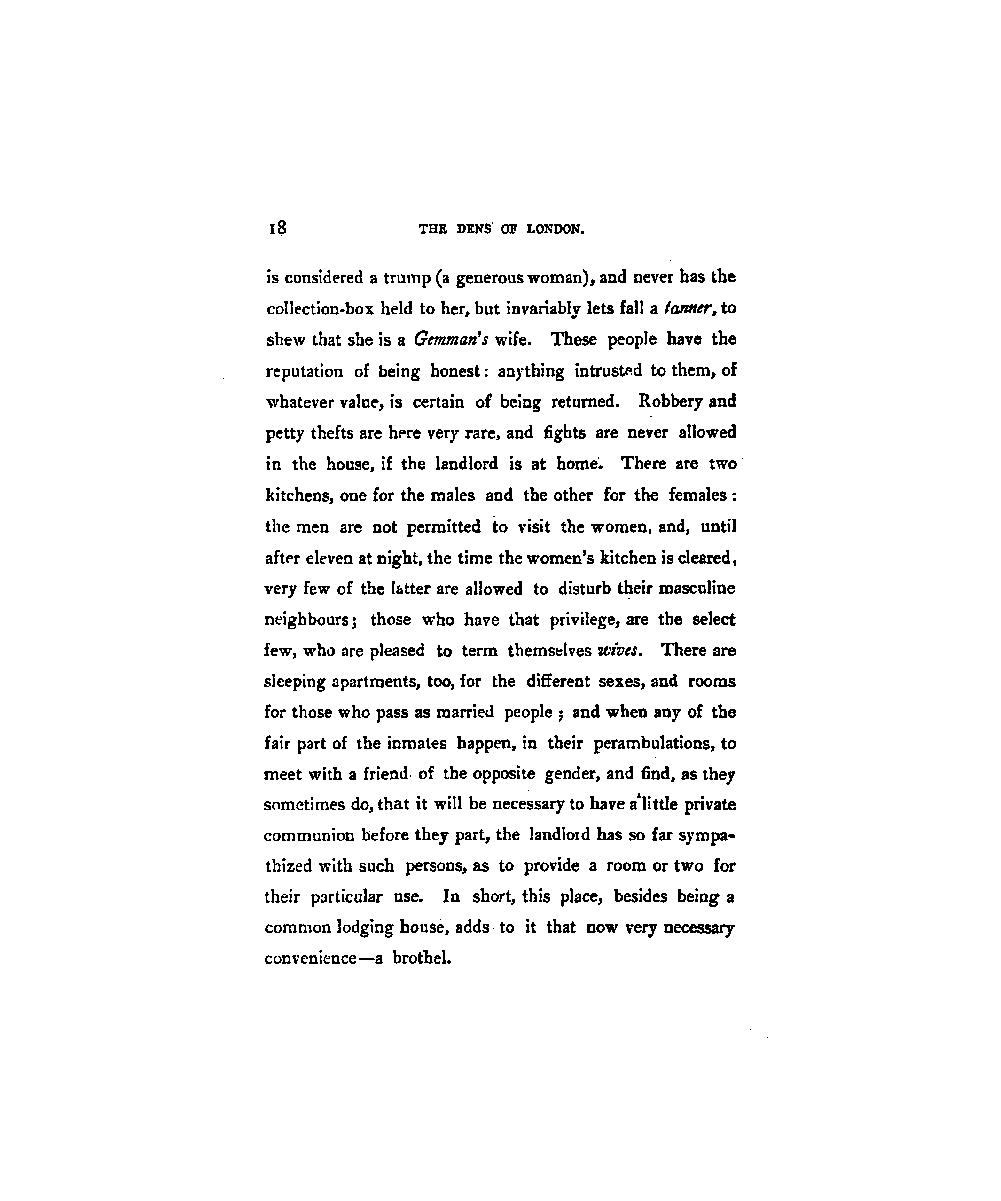 18 THE DENS OF LONDON.
is considered a trump (a generous woman), and never has the
collection-box held to her, but invariably lets fall a tanner, to
shew that she is a Gemman's wife. These people have the
reputation of being honest: anything intrusted to them, of
whatever value, is certain of being returned. Robbery and
petty thefts are here very rare, and fights are never allowed
in the house, if the landlord is at home. There are two
kitchens, one for the males and the other for the females:
the men are not permitted to visit the women, and, until
after eleven at night, the time the women's kitchen is cleared,
very few of the latter are allowed to disturb their masculine
neighbours; those who have that privilege, are the select
few, who are pleased to term themselves wives. There are
sleeping apartments, too, for the different sexes, and rooms
for those who pass as married people; and when any of the
fair part of the inmates happen, in their perambulations, to
meet with a friend of the opposite gender, and find, as they
sometimes do, that it will be necessary to have a little private
communion before they part, the landlord has so far sympa-
thized with such persons, as to provide a room or two for
their particular use. In short, this place, besides being a
common lodging house, adds to it that now very necessary
convenience—a brothel.